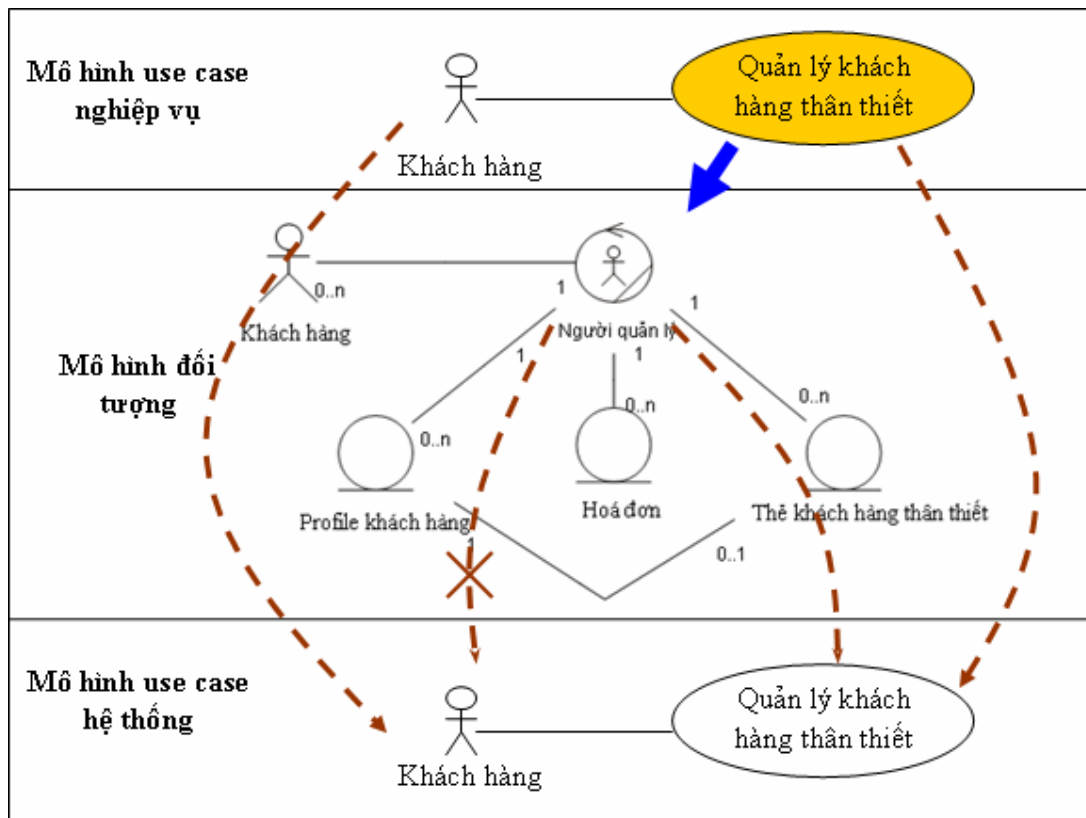 Mô hình use case
nghiệp vụ
Quản lý khách
hàng thân thiết
Khách hàng
0..n
1
Khách hàng
Người quản lý
1
1
1
Mô hình đối
tượng
0..n
0..n
0..n
Profile khách hàng
Hoá đơn
Thẻ khách hàng thân thiết
1
0..1
Mô hình use case
hệ thống
Quản lý khách
hàng thân thiết
Khách hàng